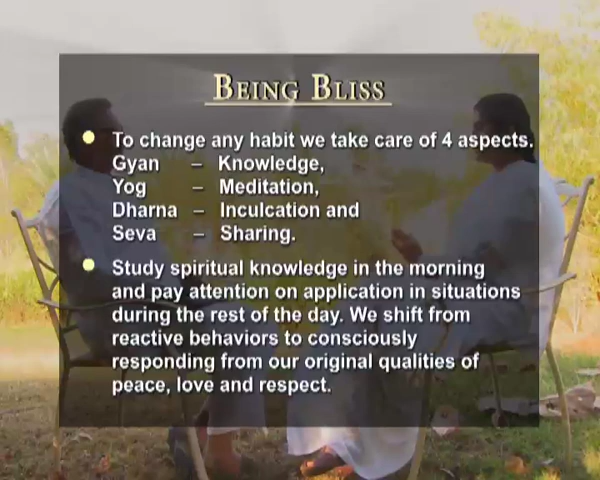 BEING BLISS
To change any habit we take care of 4 aspects.
Gyan – Knowledge,
Yog – Meditation,
Dharna – Inculcation and
Seva – Sharing.
Study spiritual knowledge in the morning
and pay attention on application in situations
during the rest of the day. We shift from
reactive behaviors to consciously
responding from our original qualities of
peace, love and respect.